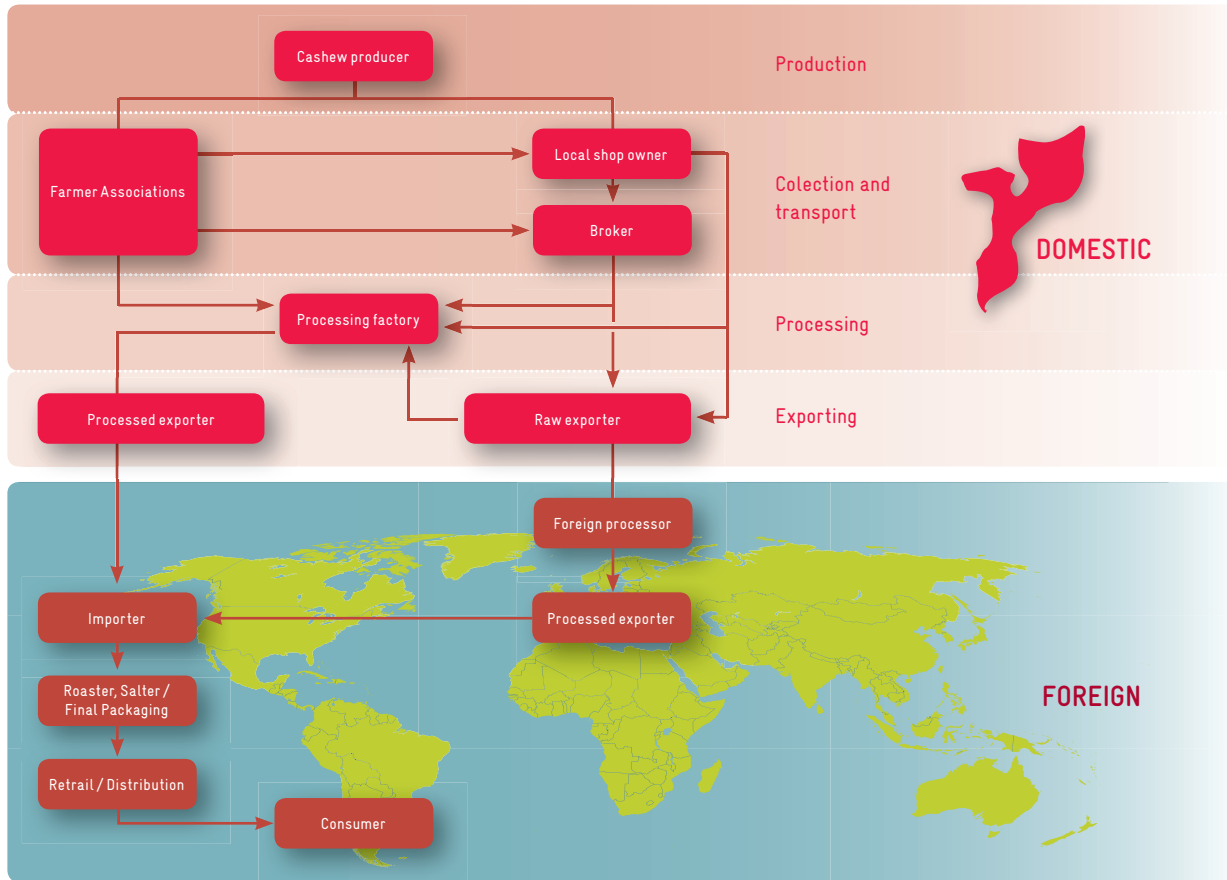 Cashew producer
Production
Farmer Associations
Local shop owner
Colection and
transport
Broker
DOMESTIC
Processing factory
Processing
Processed exporter
Raw exporter
Exporting
Foreign processor
Importer
Processed exporter
Roaster, Salter /
Final Packaging
FOREIGN
Retrail / Distribution
Consumer